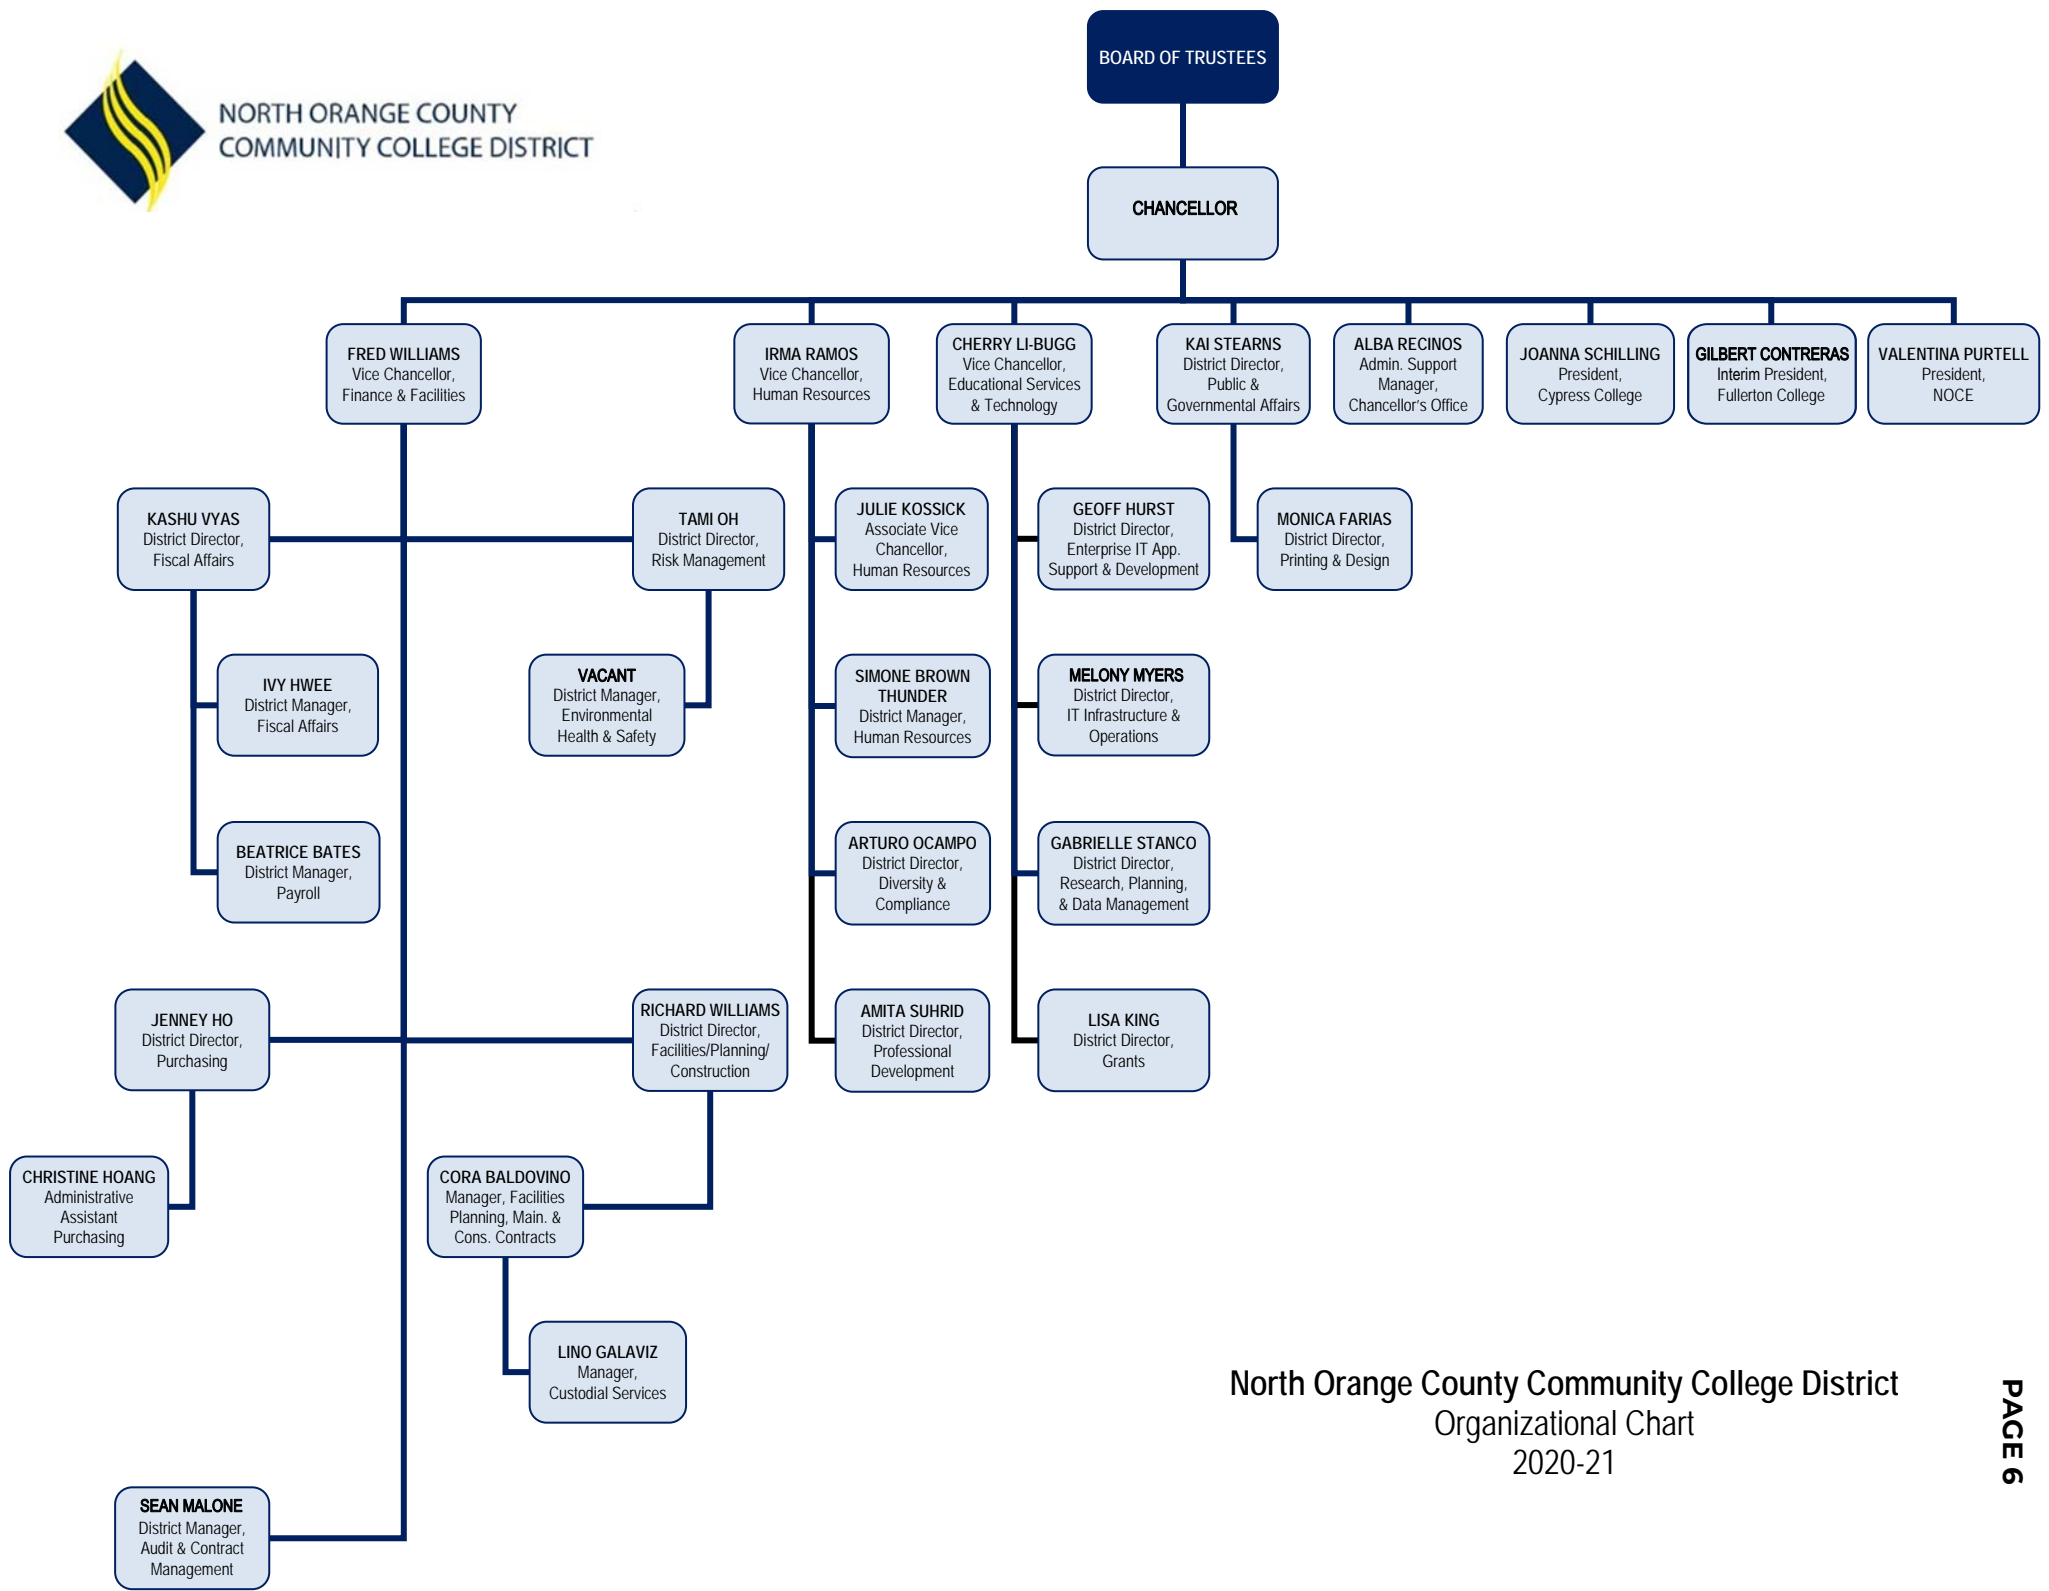 BOARD OF TRUSTEES
NORTH ORANGE COUNTY
COMMUNITY COLLEGE DISTRICT
CHANCELLOR
FRED WILLIAMS
Vice Chancellor,
Finance & Facilities
IRMA RAMOS
Vice Chancellor,
Human Resources
CHERRY LI-BUGG
Vice Chancellor,
Educational Services
& Technology
KAI STEARNS
District Director,
Public &
Governmental Affairs
ALBA RECINOS
Admin. Support
Manager,
Chancellor's Office
JOANNA SCHILLING
President,
Cypress College
GILBERT CONTRERAS
Interim President,
Fullerton College
VALENTINA PURTELL
President,
NOCE
KASHU VYAS
District Director,
Fiscal Affairs
TAMI OH
District Director,
Risk Management
JULIE KOSSICK
Associate Vice
Chancellor,
Human Resources
GEOFF HURST
District Director,
Enterprise IT App.
Support & Development
MONICA FARIAS
District Director,
Printing & Design
IVY HWEE
District Manager,
Fiscal Affairs
VACANT
District Manager,
Environmental
Health & Safety
SIMONE BROWN
THUNDER
District Manager,
Human Resources
MELONY MYERS
District Director,
IT Infrastructure &
Operations
BEATRICE BATES
District Manager,
Payroll
ARTURO OCAMPO
District Director,
Diversity &
Compliance
GABRIELLE STANCO
District Director,
Research, Planning,
& Data Management
JENNEY HO
District Director,
Purchasing
RICHARD WILLIAMS
District Director,
Facilities/Planning/
Construction
AMITA SUHRID
District Director,
Professional
Development
LISA KING
District Director,
Grants
CHRISTINE HOANG
Administrative
Assistant
Purchasing
CORA BALDOVINO
Manager, Facilities
Planning, Main. &
Cons. Contracts
LINO GALAVIZ
Manager,
Custodial Services
SEAN MALONE
District Manager,
Audit & Contract
Management
North Orange County Community College District
Organizational Chart
2020-21
PAGE 6